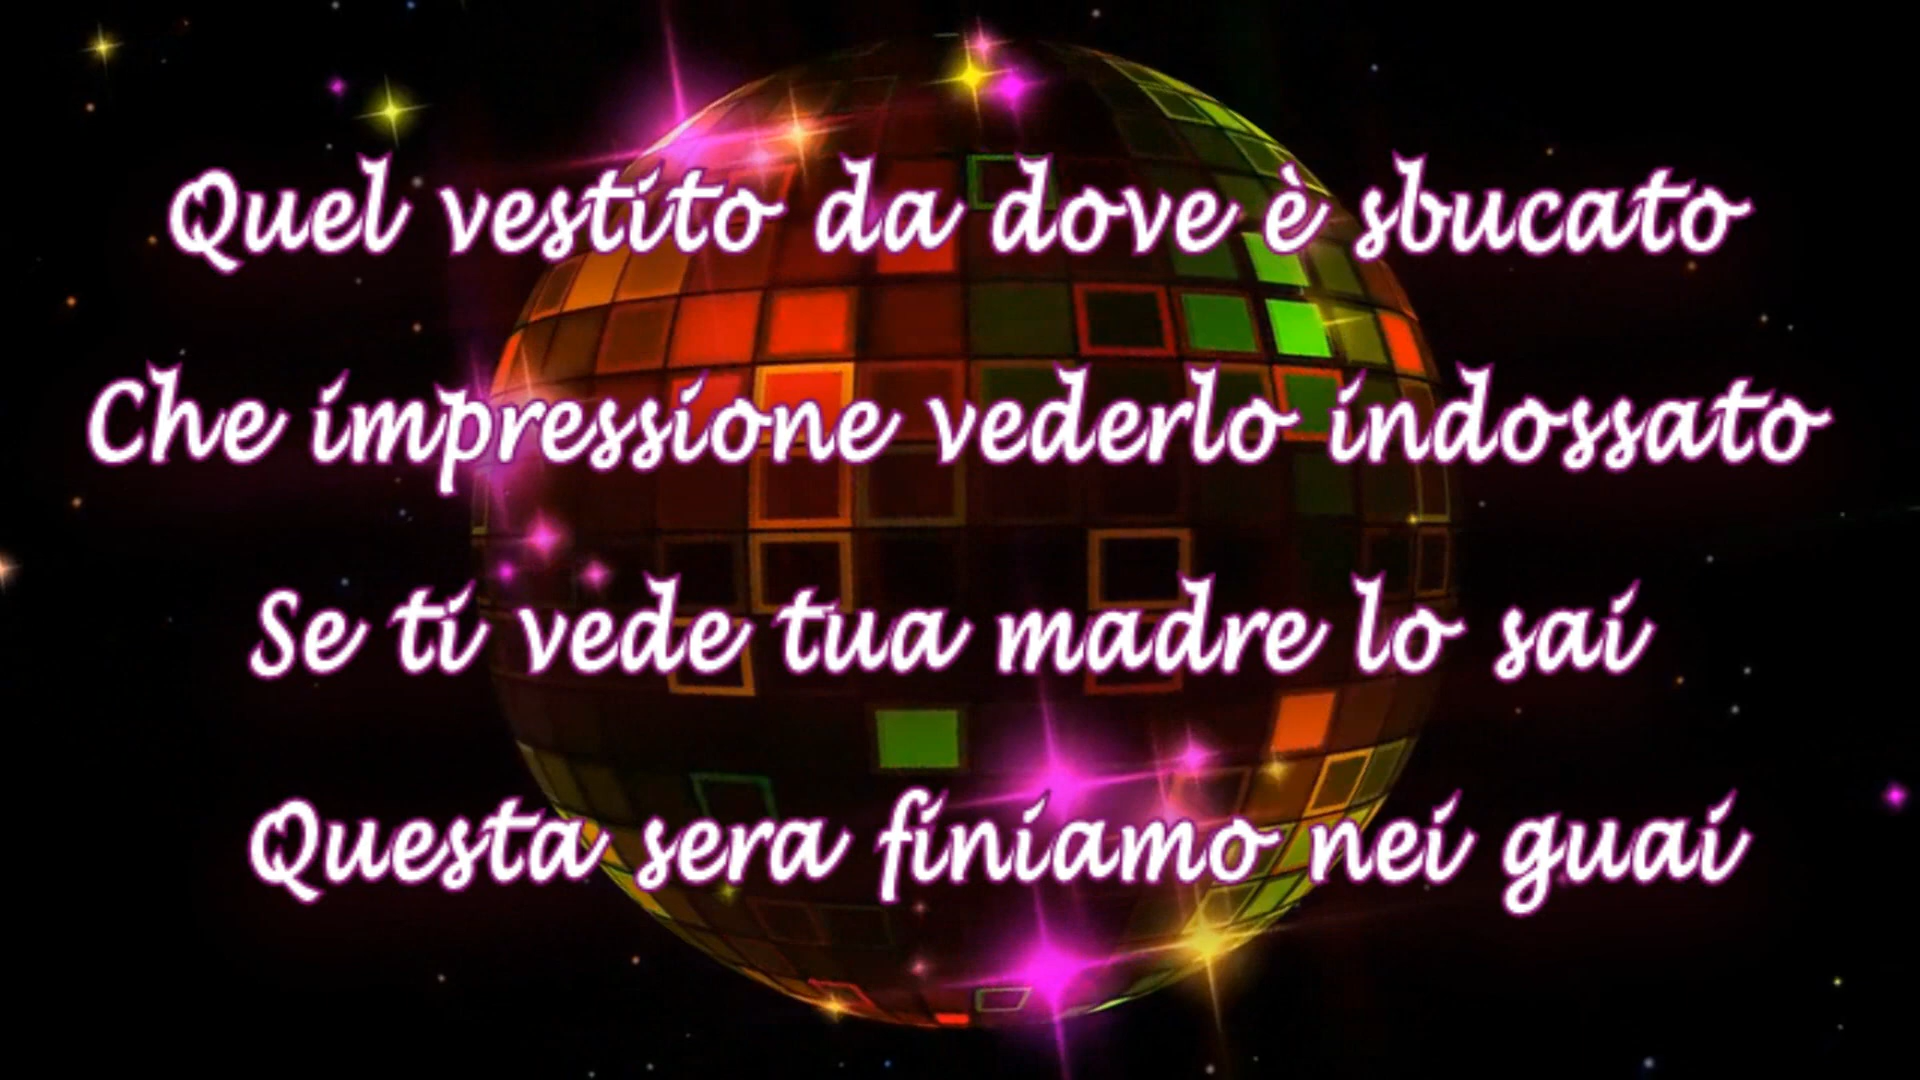 Quel vestito da dove è sbucato
Che impressione vederlo indossato
Se ti vede tua madre lo sai
Questa sera finiamo nei guai